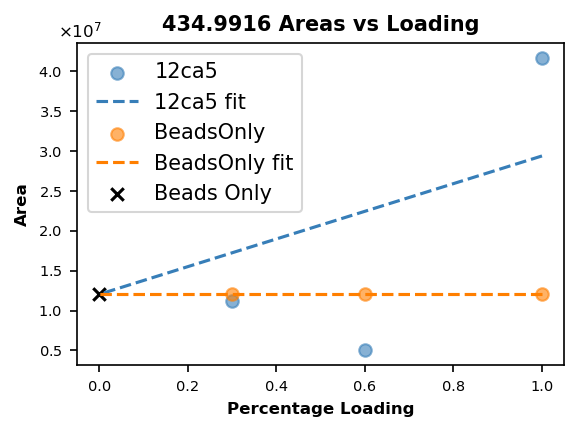 434.9916 Areas vs Loading
×10⁷
12ca5
12ca5 fit
BeadsOnly
BeadsOnly fit
Beads Only
Area
4.0
3.5
3.0
2.5
2.0
1.5
1.0
0.5
0.0 0.2 0.4 0.6 0.8 1.0
Percentage Loading